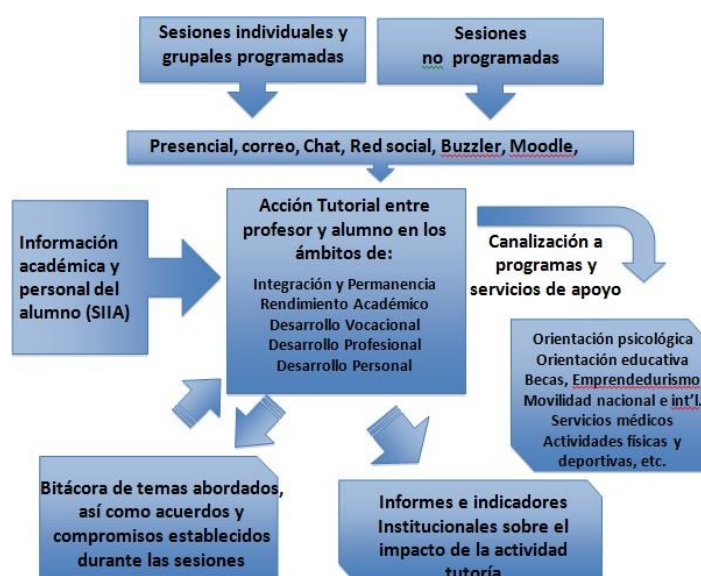 Sesiones individuales y
grupales programadas
Sesiones
no programadas
Presencial, correo, Chat, Red social, Buzzler, Moodle,
Información
académica y
personal del
alumno (SIIA)
Acción Tutorial entre
profesor y alumno en los
ámbitos de:
Integración y Permanencia
Rendimiento Académico
Desarrollo Vocacional
Desarrollo Profesional
Desarrollo Personal
Canalización a
programas y
servicios de apoyo
Orientación psicológica
Orientación educativa
Becas, Emprendedurismo
Movilidad nacional e int'l.
Servicios médicos
Actividades físicas y
deportivas, etc.
Bitácora de temas abordados,
así como acuerdos y
compromisos establecidos
durante las sesiones
Informes e indicadores
Institucionales sobre el
impacto de la actividad
tutoría